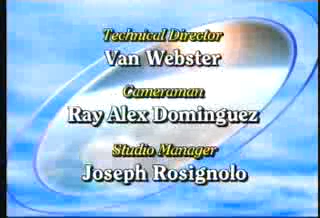 Technical Director
Van Webster
Cameraman
Ray Alex Dominguez
Studio Manager
Joseph Rosignolo